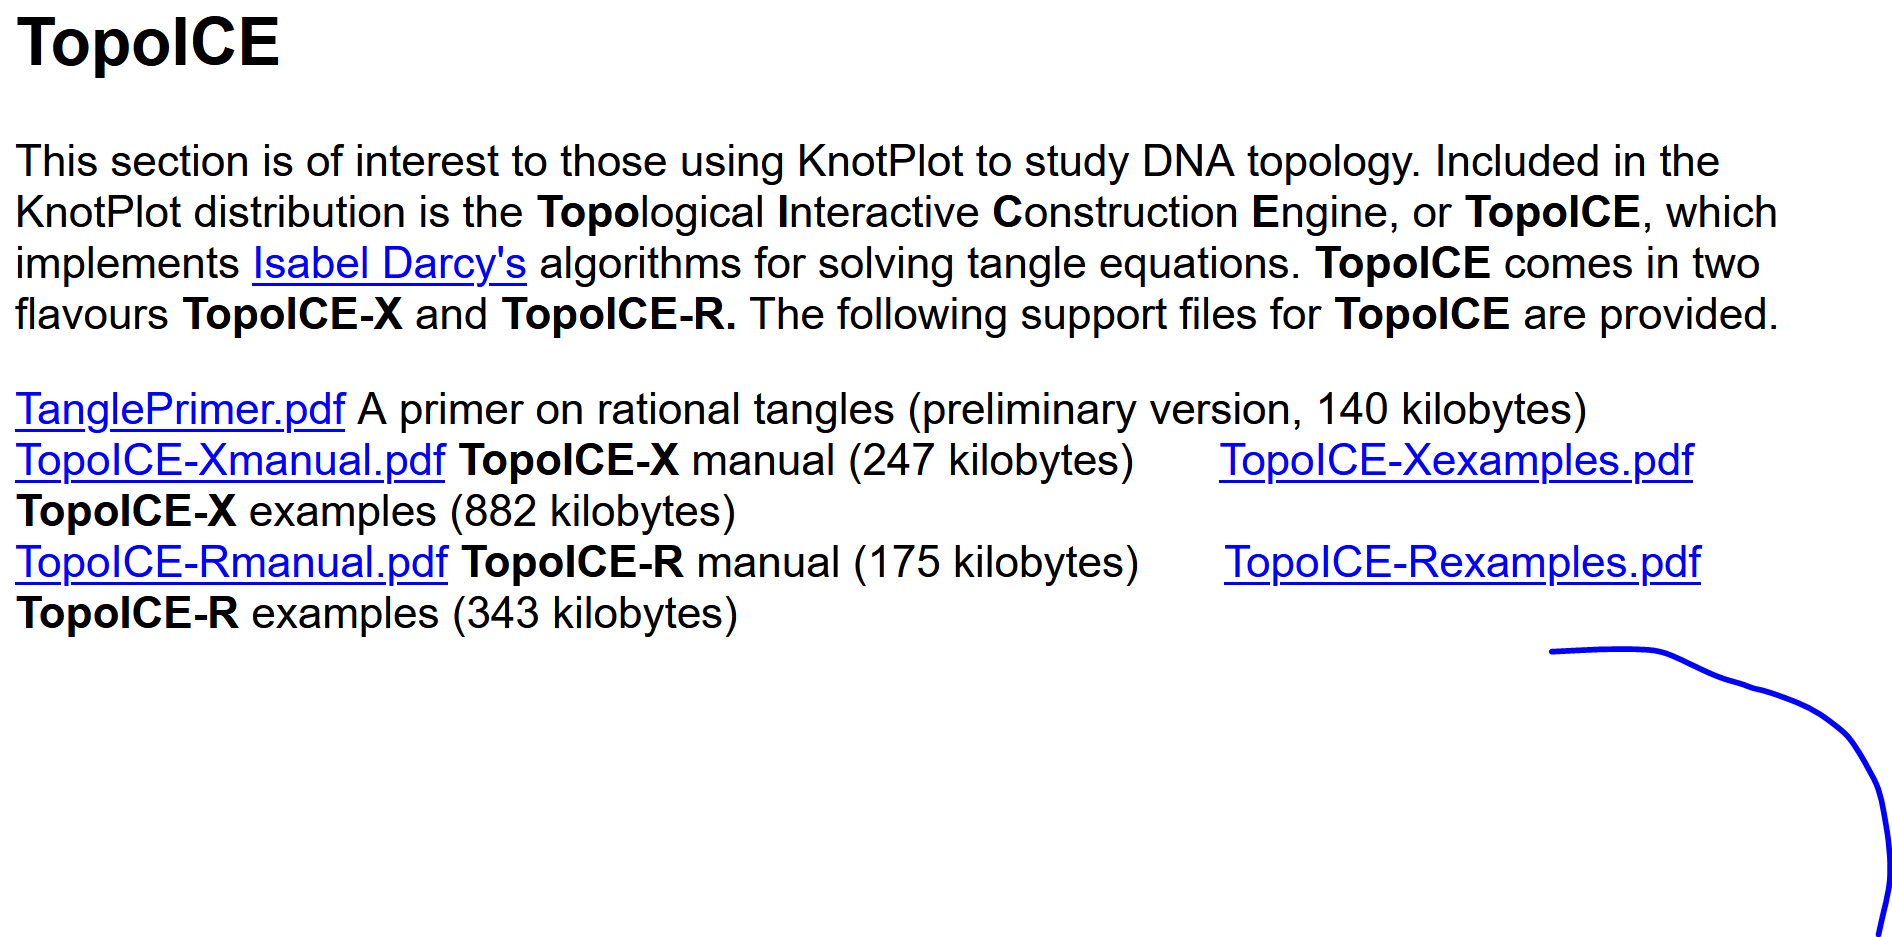 TopoICE
This section is of interest to those using KnotPlot to study DNA topology. Included in the
KnotPlot distribution is the Topological Interactive Construction Engine, or TopoICE, which
implements Isabel Darcy's algorithms for solving tangle equations. TopoICE comes in two
flavours TopoICE-X and TopoICE-R. The following support files for TopoICE are provided.
TanglePrimer.pdf A primer on rational tangles (preliminary version, 140 kilobytes)
TopoICE-Xmanual.pdf TopoICE-X manual (247 kilobytes) TopoICE-Xexamples.pdf
TopoICE-X examples (882 kilobytes)
TopoICE-Rmanual.pdf TopoICE-R manual (175 kilobytes) TopoICE-Rexamples.pdf
TopoICE-R examples (343 kilobytes)